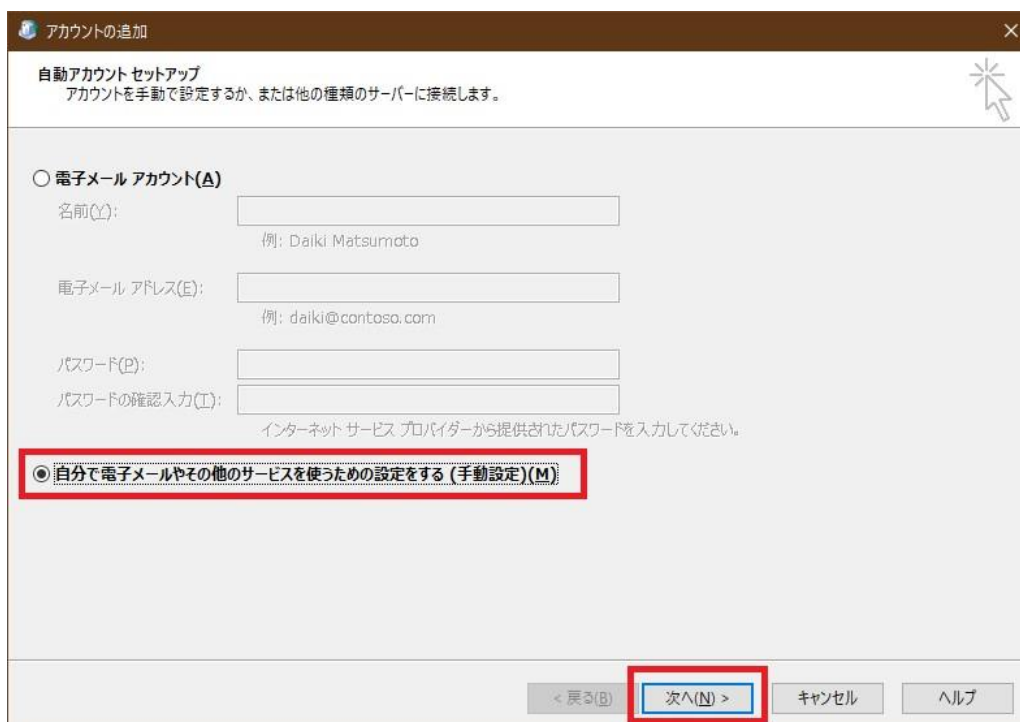 アカウントの追加
自動アカウント セットアップ
アカウントを手動で設定するか、または他の種類のサーバーに接続します。
電子メール アカウント(A)
名前(Y):
例: Daiki Matsumoto
電子メール アドレス(E):
例: daiki@contoso.com
パスワード(P):
パスワードの確認入力(T):
インターネット サービス プロバイダーから提供されたパスワードを入力してください。
自分で電子メールやその他のサービスを使うための設定をする (手動設定)(M)
< 戻る(B) 次へ(N) > キャンセル ヘルプ